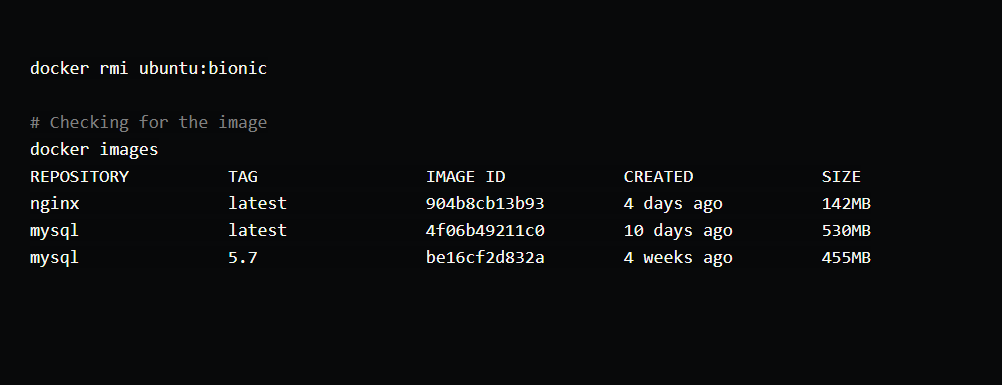 docker rmi ubuntu:bionic
# Checking for the image
docker images
REPOSITORY          TAG                 IMAGE ID            CREATED             SIZE
nginx               latest              904b8cb13b93        4 days ago          142MB
mysql               latest              4f06b49211c0        10 days ago         530MB
mysql               5.7                 be16cf2d832a        4 weeks ago         455MB